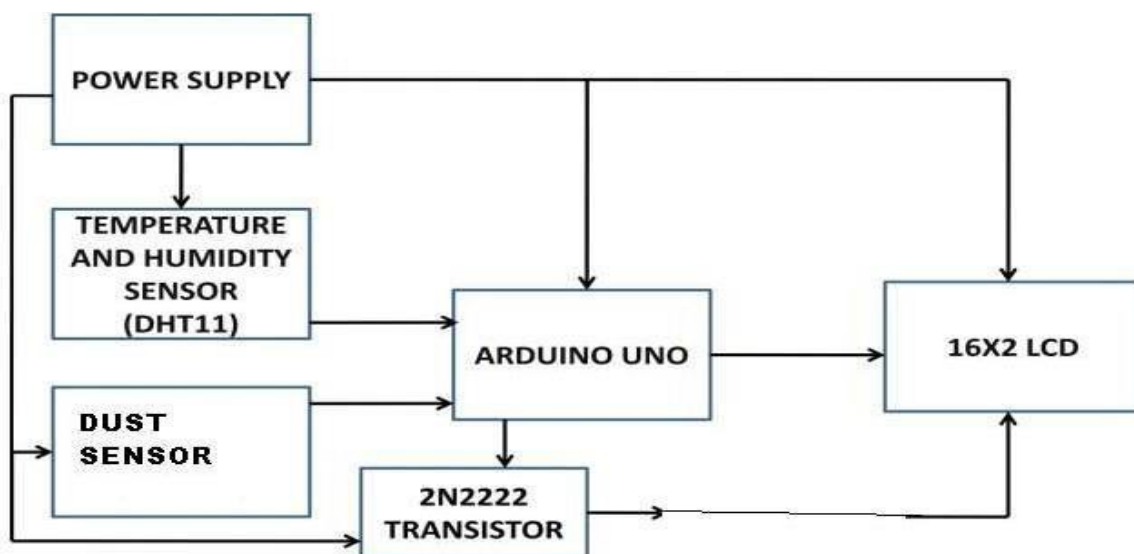 POWER SUPPLY
TEMPERATURE
AND HUMIDITY
SENSOR
(DHT11)
ARDUINO UNO
16X2 LCD
DUST
SENSOR
2N2222
TRANSISTOR